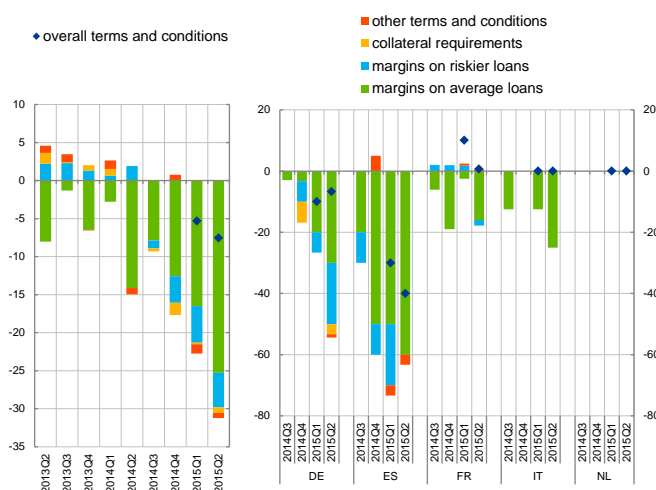 other terms and conditions
overall terms and conditions
collateral requirements
margins on riskier loans
margins on average loans
10
5
0
-5
-10
-15
-20
-25
-30
-35
2013Q2
2013Q3
2013Q4
2014Q1
2014Q2
2014Q3
2014Q4
2015Q1
2015Q2
20
0
-20
-40
-60
-80
20
0
-20
-40
-60
-80
2014Q3
2014Q4
2015Q1
2015Q2
2014Q3
2014Q4
2015Q1
2015Q2
2014Q3
2014Q4
2015Q1
2015Q2
2014Q3
2014Q4
2015Q1
2015Q2
2014Q3
2014Q4
2015Q1
2015Q2
DE ES FR IT NL